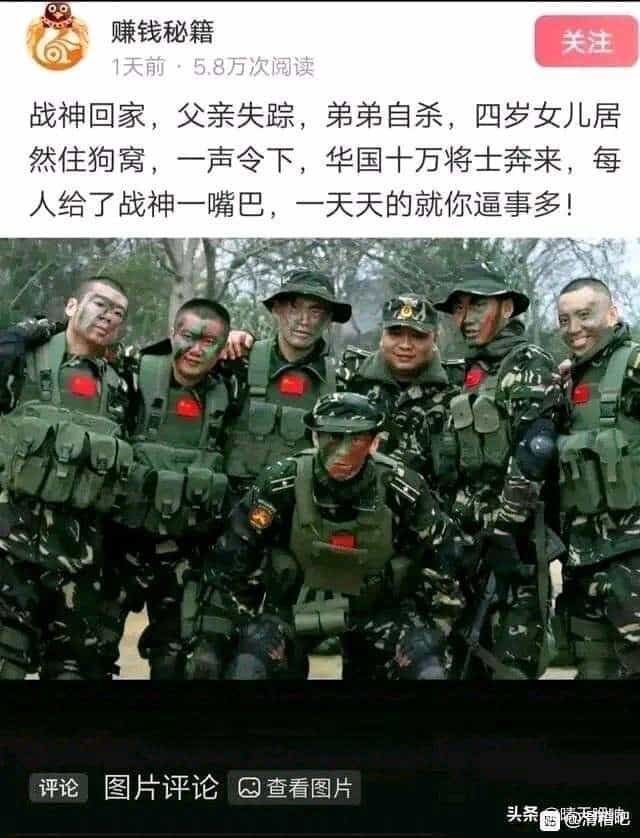 赚钱秘籍
1天前 · 5.8万次阅读
关注
战神回家，父亲失踪，弟弟自杀，四岁女儿居
然住狗窝，一声令下，华国十万将士奔来，每
人给了战神一嘴巴，一天天的就你逼事多！
评论 图片评论 查看图片
头条
@滑稽吧